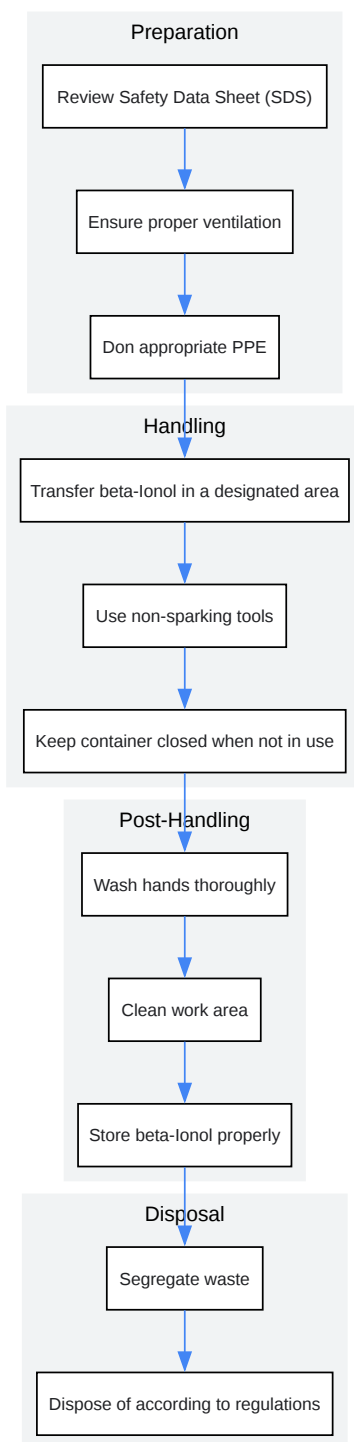 Preparation
Review Safety Data Sheet (SDS)
Ensure proper ventilation
Don appropriate PPE
Handling
Transfer beta-Ionol in a designated area
Use non-sparking tools
Keep container closed when not in use
Post-Handling
Wash hands thoroughly
Clean work area
Store beta-Ionol properly
Disposal
Segregate waste
Dispose of according to regulations